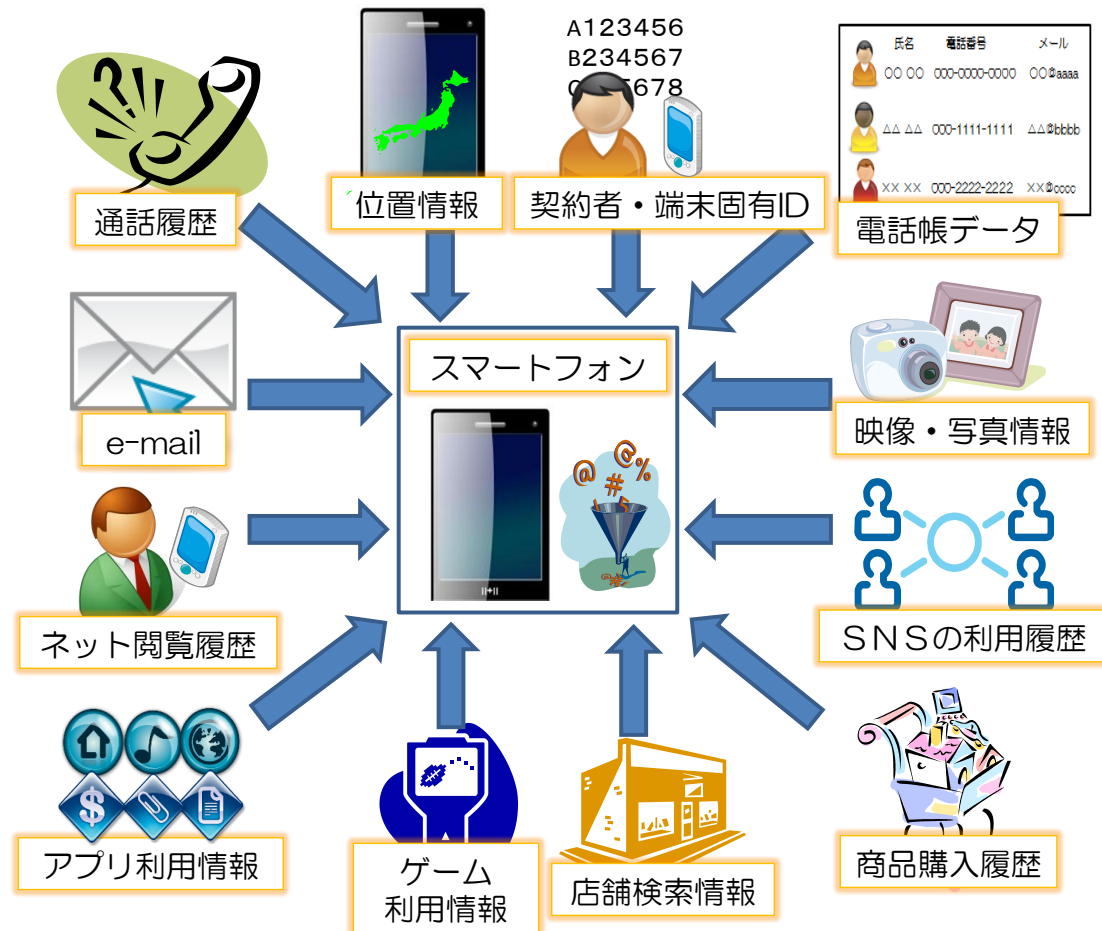 A123456
B234567
678
氏名 電話番号 メール
〇〇 〇〇 000-0000-0000 〇〇@aaaa
△△ △△ 000-1111-1111 △△@bbbb
×× ×× 000-2222-2222 ××@cccc
通話履歴
位置情報
契約者・端末固有ID
電話帳データ
e-mail
スマートフォン
@ @ % #
映像・写真情報
ネット閲覧履歴
SNSの利用履歴
$
アプリ利用情報
ゲーム
利用情報
店舗検索情報
商品購入履歴